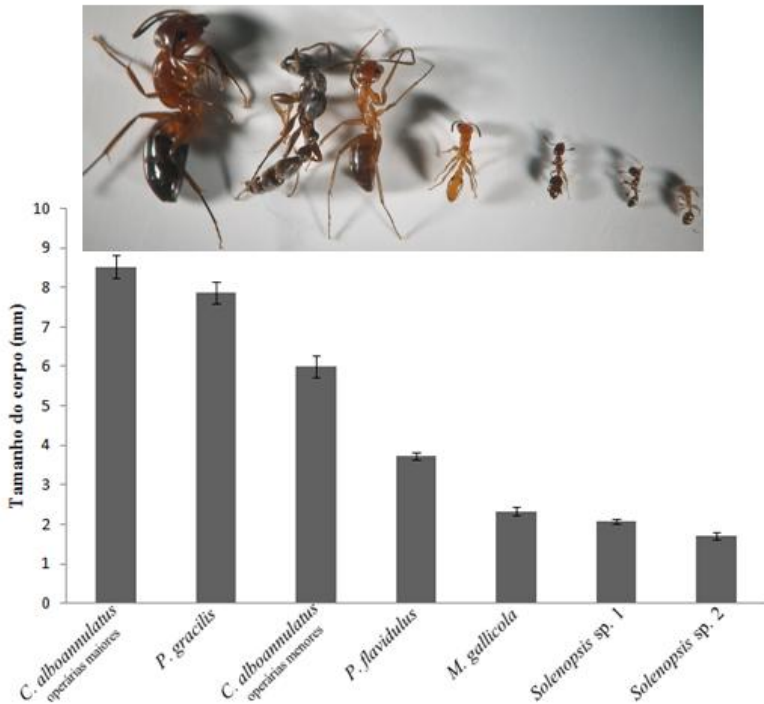 10
9
8
7
6
5
4
3
2
1
0
Tamanho do corpo (mm)
C. alboannulatus
operárias maiores
P. gracilis
C. alboannulatus
operárias menores
P. flavidulus
M. gallicola
Solenopsis sp. 1
Solenopsis sp. 2